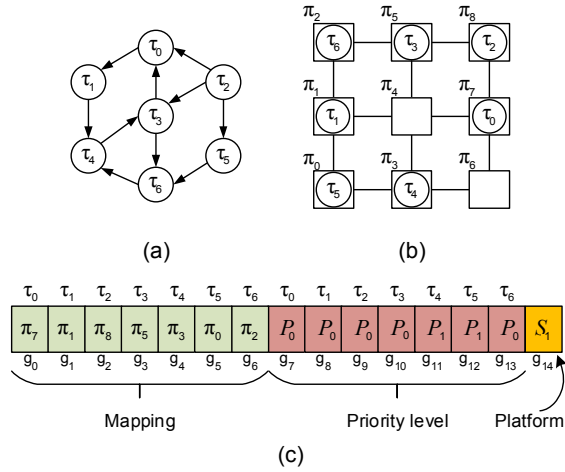 τ₀
τ₁
τ₂
τ₃
τ₄
τ₅
τ₆
(a)
π₂ π₅ π₈
τ₆ τ₃ τ₂
π₁ π₄ π₇
τ₁ τ₀
π₀ π₃ π₆
τ₅ τ₄
(b)
τ₀ τ₁ τ₂ τ₃ τ₄ τ₅ τ₆ τ₀ τ₁ τ₂ τ₃ τ₄ τ₅ τ₆
π₇ π₁ π₈ π₅ π₃ π₀ π₂ P₀ P₀ P₀ P₀ P₁ P₁ P₀ S₁
g₀ g₁ g₂ g₃ g₄ g₅ g₆ g₇ g₈ g₉ g₁₀ g₁₁ g₁₂ g₁₃ g₁₄
Mapping Priority level Platform
(c)